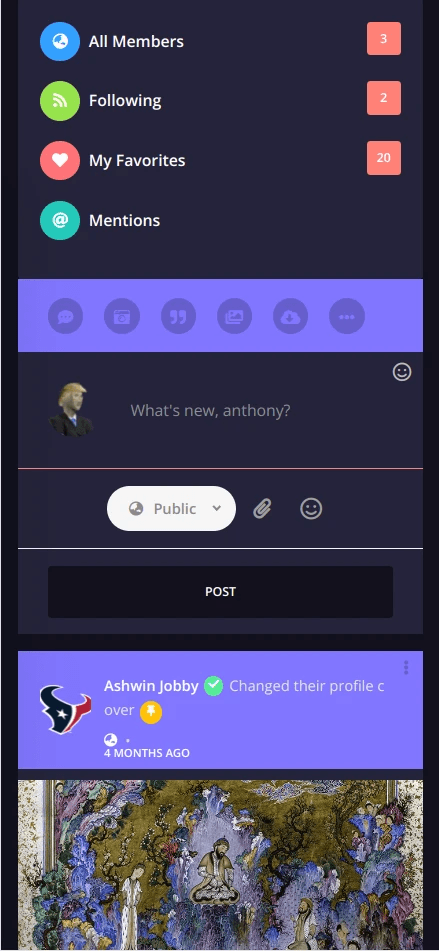 All Members
3
Following
2
My Favorites
20
@
Mentions
What's new, anthony?
Public
POST
Ashwin Jobby Changed their profile c
over
4 MONTHS AGO